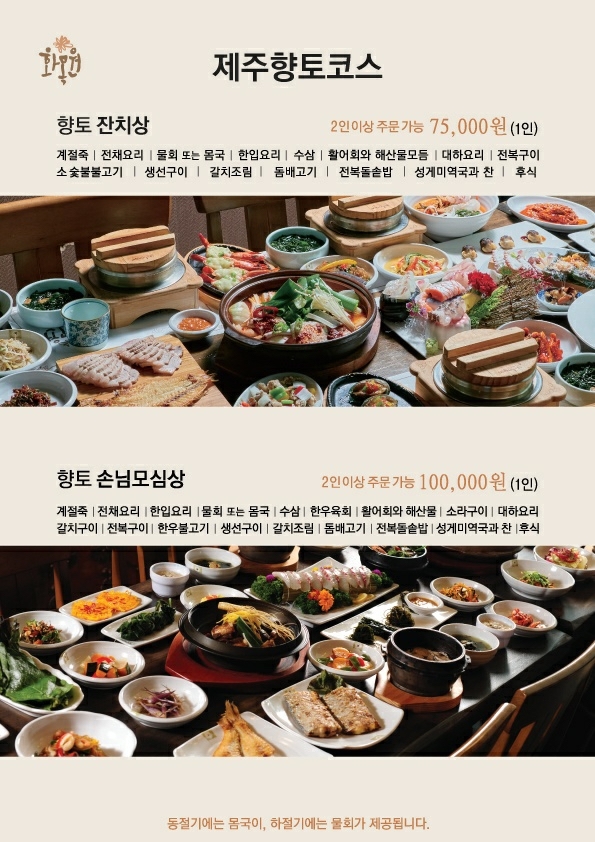 화목원
제주향토코스
향토 잔치상
2인 이상 주문 가능 75,000원 (1인)
계절죽 | 전채요리 | 물회 또는 몸국 | 한입요리 | 수삼 | 활어회와 해산물모듬 | 대하요리 | 전복구이
소숯불불고기 | 생선구이 | 갈치조림 | 돔배고기 | 전복돌솥밥 | 성게미역국과 찬 | 후식
향토 손님모심상
2인 이상 주문 가능 100,000원 (1인)
계절죽 | 전채요리 | 한입요리 | 물회 또는 몸국 | 수삼 | 한우육회 | 활어회와 해산물 | 소라구이 | 대하요리
갈치구이 | 전복구이 | 한우불고기 | 생선구이 | 갈치조림 | 돔배고기 | 전복돌솥밥 | 성게미역국과 찬 | 후식
동절기에는 몸국이, 하절기에는 물회가 제공됩니다.